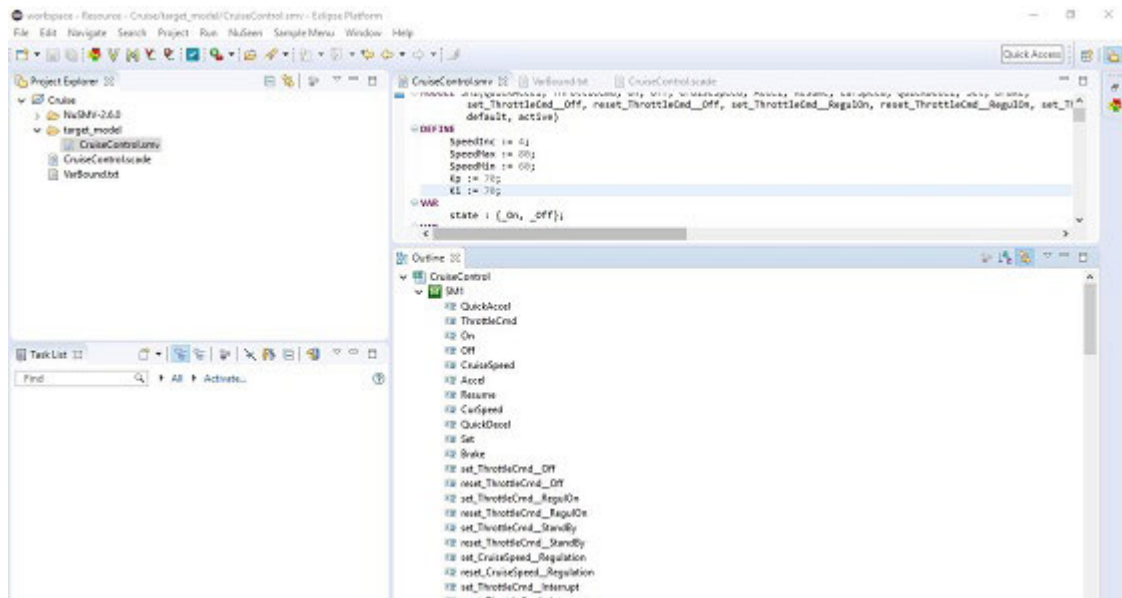 workspace - Resource - Cruise/target_model/CruiseControl.smv - Eclipse Platform
File Edit Navigate Search Project Run NuSeen SampleMenu Window Help
Quick Access
Project Explorer
Cruise
NuSMV-2.6.0
target_model
CruiseControl.smv
CruiseControl.scade
VarBound.txt
Task List
Find
All
Activate...
CruiseControl.smv
VarBound.txt
CruiseControl.scade
set_ThrottleCmd__Off, reset_ThrottleCmd__Off, set_ThrottleCmd__RegulOn, reset_ThrottleCmd__RegulOn, set_T
default, active)
DEFINE
SpeedInc := 4;
SpeedMax := 80;
SpeedMin := 60;
Kp := 70;
Ki := 70;
VAR
state : {_On, _Off};
Outline
CruiseControl
SM1
QuickAccel
ThrottleCmd
On
Off
CruiseSpeed
Accel
Resume
CurSpeed
QuickDecel
Set
Brake
set_ThrottleCmd__Off
reset_ThrottleCmd__Off
set_ThrottleCmd__RegulOn
reset_ThrottleCmd__RegulOn
set_ThrottleCmd__StandBy
reset_ThrottleCmd__StandBy
set_CruiseSpeed__Regulation
reset_CruiseSpeed__Regulation
set_ThrottleCmd__Interrupt